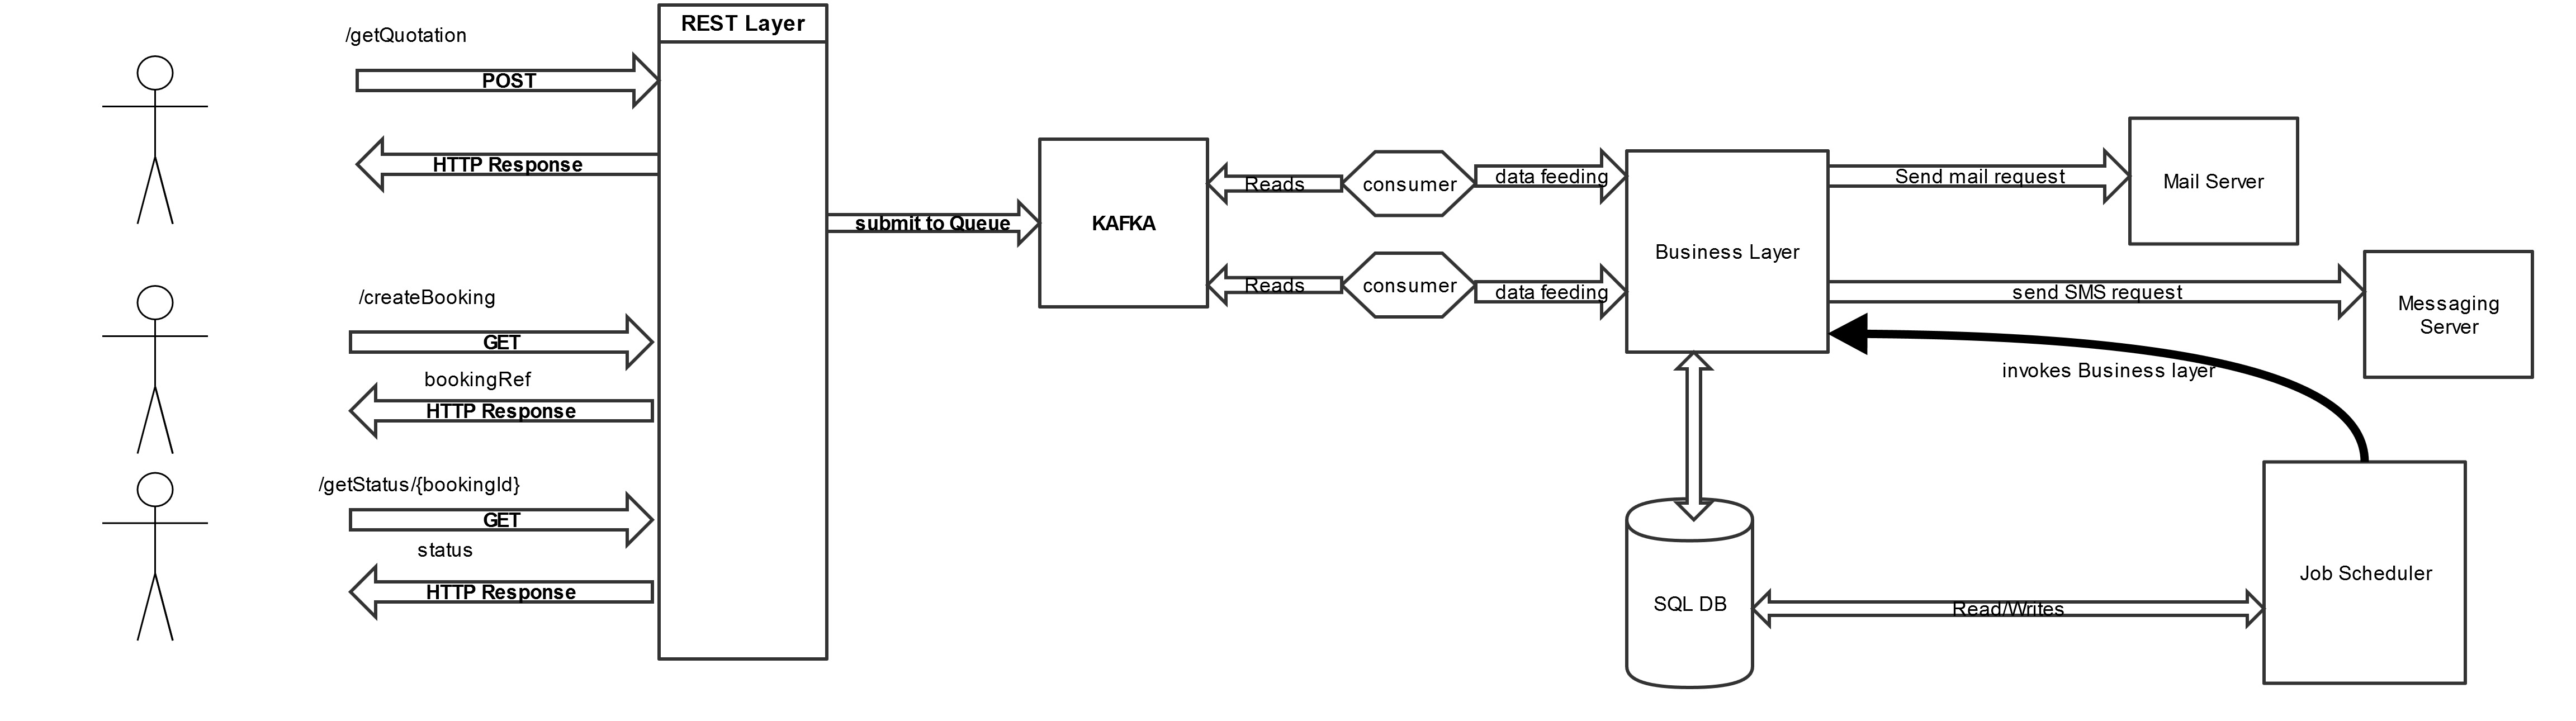 REST Layer
/getQuotation
POST
HTTP Response
/createBooking
GET
bookingRef
HTTP Response
/getStatus/{bookingId}
GET
status
HTTP Response
submit to Queue
KAFKA
Reads
consumer
data feeding
Reads
consumer
data feeding
Business Layer
Send mail request
Mail Server
send SMS request
Messaging
Server
invokes Business layer
SQL DB
Read/Writes
Job Scheduler